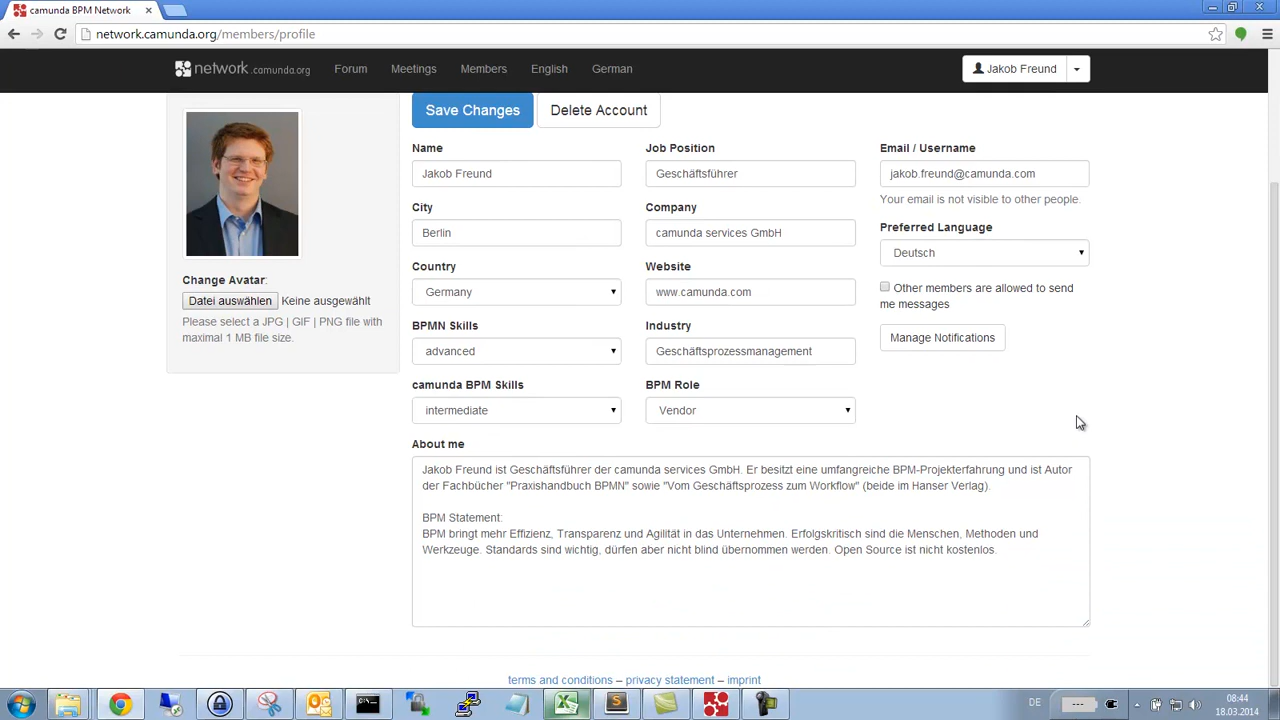 camunda BPM Network
network.camunda.org/members/profile
network .camunda.org
Forum
Meetings
Members
English
German
Jakob Freund
Save Changes
Delete Account
Change Avatar:
Datei auswählen Keine ausgewählt
Please select a JPG | GIF | PNG file with
maximal 1 MB file size.
Name
Jakob Freund
Job Position
Geschäftsführer
Email / Username
jakob.freund@camunda.com
Your email is not visible to other people.
City
Berlin
Company
camunda services GmbH
Preferred Language
Deutsch
Country
Germany
Website
www.camunda.com
Other members are allowed to send
me messages
BPMN Skills
advanced
Industry
Geschäftsprozessmanagement
Manage Notifications
camunda BPM Skills
intermediate
BPM Role
Vendor
About me
Jakob Freund ist Geschäftsführer der camunda services GmbH. Er besitzt eine umfangreiche BPM-Projekterfahrung und ist Autor
der Fachbücher "Praxishandbuch BPMN" sowie "Vom Geschäftsprozess zum Workflow" (beide im Hanser Verlag).
BPM Statement:
BPM bringt mehr Effizienz, Transparenz und Agilität in das Unternehmen. Erfolgskritisch sind die Menschen, Methoden und
Werkzeuge. Standards sind wichtig, dürfen aber nicht blind übernommen werden. Open Source ist nicht kostenlos.
terms and conditions – privacy statement – imprint
DE
08:44
18.03.2014